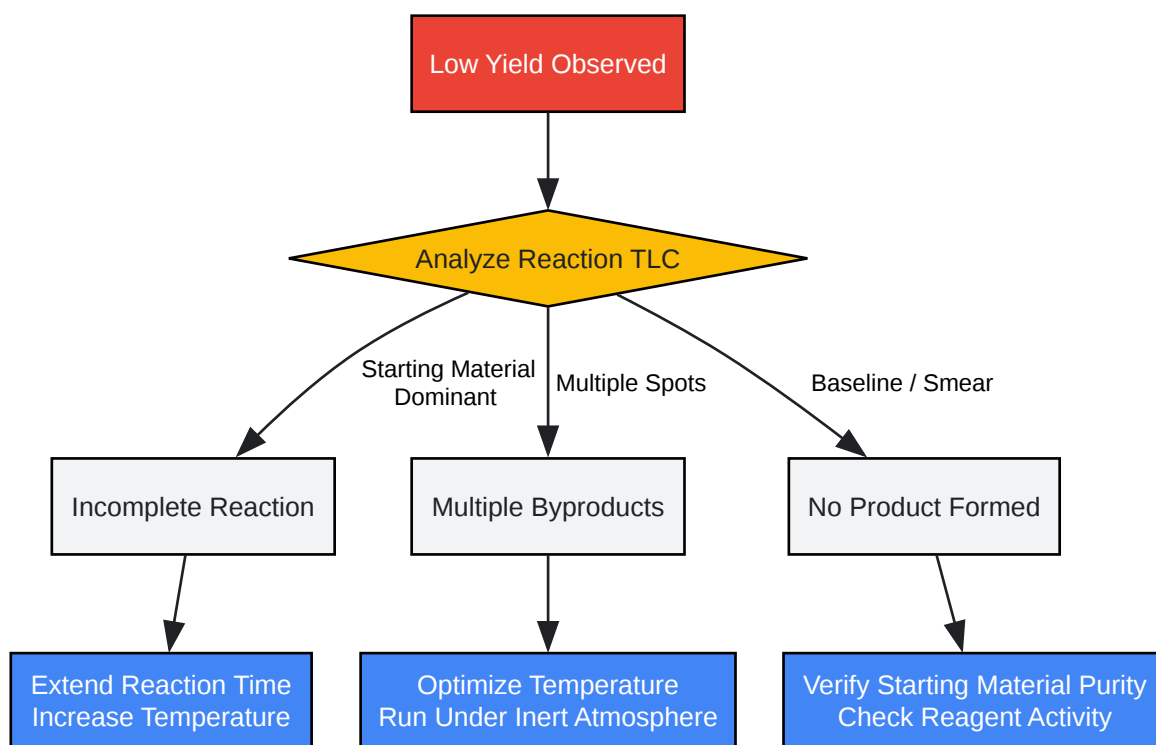 Low Yield Observed
Analyze Reaction TLC
Starting Material
Dominant
Multiple Spots
Baseline / Smear
Incomplete Reaction
Multiple Byproducts
No Product Formed
Extend Reaction Time
Increase Temperature
Optimize Temperature
Run Under Inert Atmosphere
Verify Starting Material Purity
Check Reagent Activity